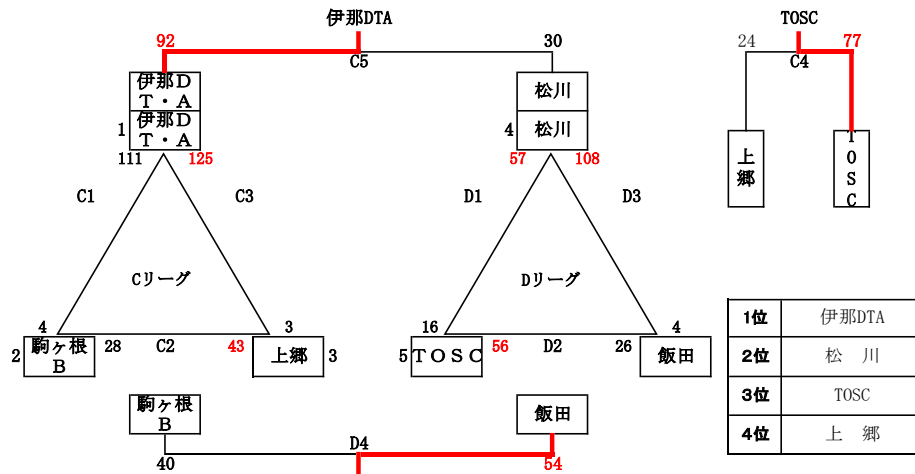 伊那DTA
TOSC
92
30
24
77
C5
C4
伊那Ｄ
Ｔ・Ａ
松川
1
伊那Ｄ
Ｔ・Ａ
4
松川
111
125
57
108
上郷
TOSC
C1
C3
D1
D3
Cリーグ
Dリーグ
4
3
16
4
2
駒ヶ根
Ｂ
28
C2
43
上郷
3
5
ＴＯＳＣ
56
D2
26
飯田
1位 伊那DTA
2位 松　川
3位 TOSC
4位 上　郷
駒ヶ根
Ｂ
飯田
D4
40
54